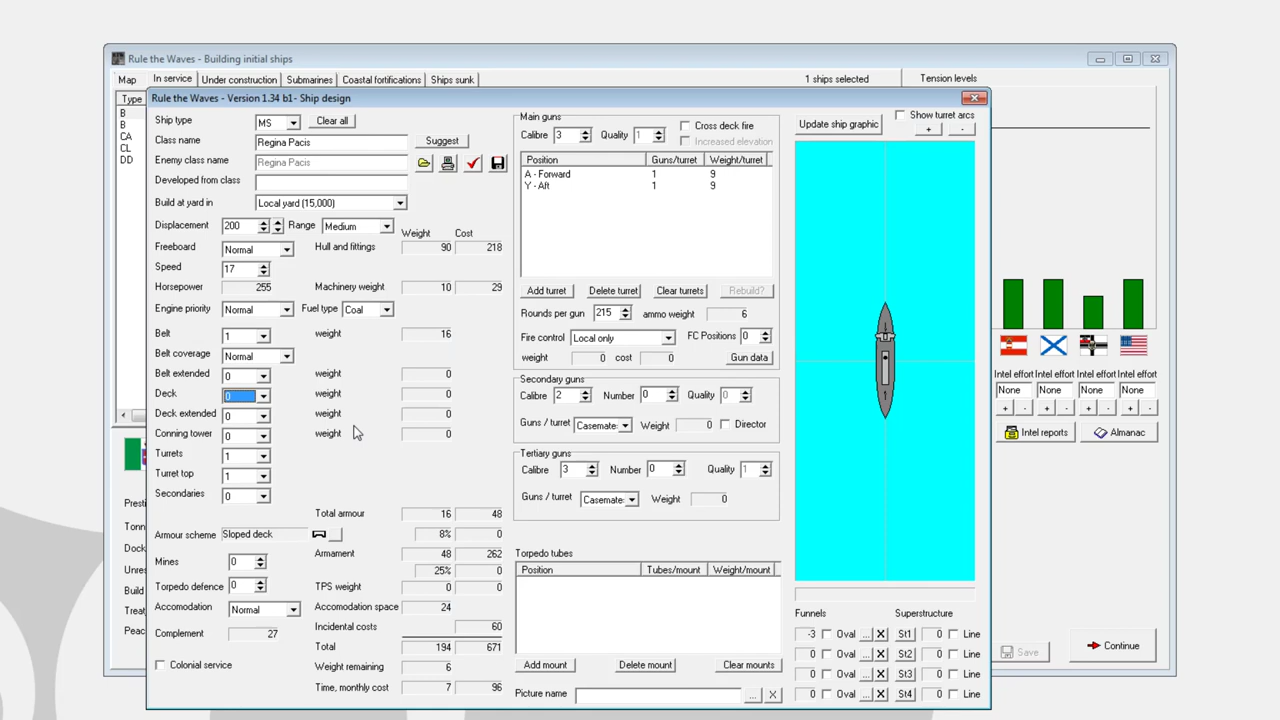 Rule the Waves - Building initial ships
Map In service Under construction Submarines Coastal fortifications Ships sunk 1 ships selected Tension levels
Type
B
B
CA
CL
DD
Rule the Waves - Version 1.34 b1- Ship design
Ship type MS Clear all
Class name Regina Pacis Suggest
Enemy class name Regina Pacis
Developed from class
Build at yard in Local yard (15,000)
Displacement 200 Range Medium Weight Cost
Freeboard Normal Hull and fittings 90 218
Speed 17
Horsepower 255 Machinery weight 10 29
Engine priority Normal Fuel type Coal
Belt 1 weight 16
Belt coverage Normal
Belt extended 0 weight 0
Deck 0 weight 0
Deck extended 0 weight 0
Conning tower 0 weight 0
Turrets 1
Turret top 1
Secondaries 0
Total armour 16 48
Armour scheme Sloped deck 8% 0
Armament 48 262
Mines 0 25% 0
Torpedo defence 0 TPS weight 0 0
Accomodation Normal Accomodation space 24
Incidental costs 60
Complement 27
Total 194 671
Colonial service Weight remaining 6
Time, monthly cost 7 96
Main guns
Calibre 3 Quality 1 Cross deck fire
Increased elevation
Position Guns/turret Weight/turret
A - Forward 1 9
Y - Aft 1 9
Add turret Delete turret Clear turrets Rebuild?
Rounds per gun 215 ammo weight 6
Fire control Local only FC Positions 0
weight 0 cost 0 Gun data
Secondary guns
Calibre 2 Number 0 Quality 0
Guns / turret Casemate: Weight 0 Director
Tertiary guns
Calibre 3 Number 0 Quality 1
Guns / turret Casemate: Weight 0
Torpedo tubes
Position Tubes/mount Weight/mount
Add mount Delete mount Clear mounts
Picture name ... X
Update ship graphic Show turret arcs
+ -
Funnels Superstructure
-3 Oval ... X St1 0 Line
0 Oval ... X St2 0 Line
0 Oval ... X St3 0 Line
0 Oval ... X St4 0 Line
Intel effort Intel effort Intel effort Intel effort
None None None None
+ - + - + - + -
Intel reports Almanac
Save Continue